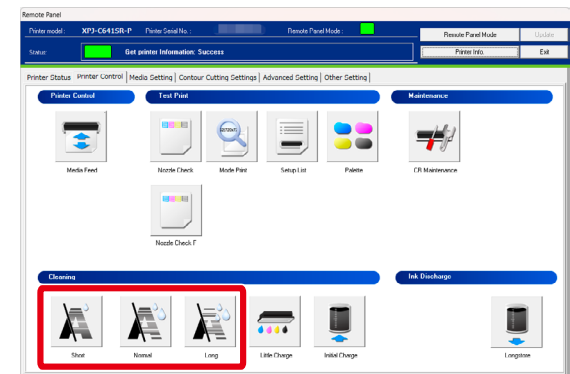 Remote Panel
Printer model : XPJ-C641SR-P Printer Serial No. : Remote Panel Mode : Remote Panel Mode Update
Status: Get printer Information: Success Printer Info. Exit
Printer Status Printer Control Media Setting Contour Cutting Settings Advanced Setting Other Setting
Printer Control Test Print Maintenance
Media Feed Nozzle Check Mode Print Setup List Palette CR Maintenance
Nozzle Check F
Cleaning Ink Discharge
Short Normal Long Little Charge Initial Charge Longstore